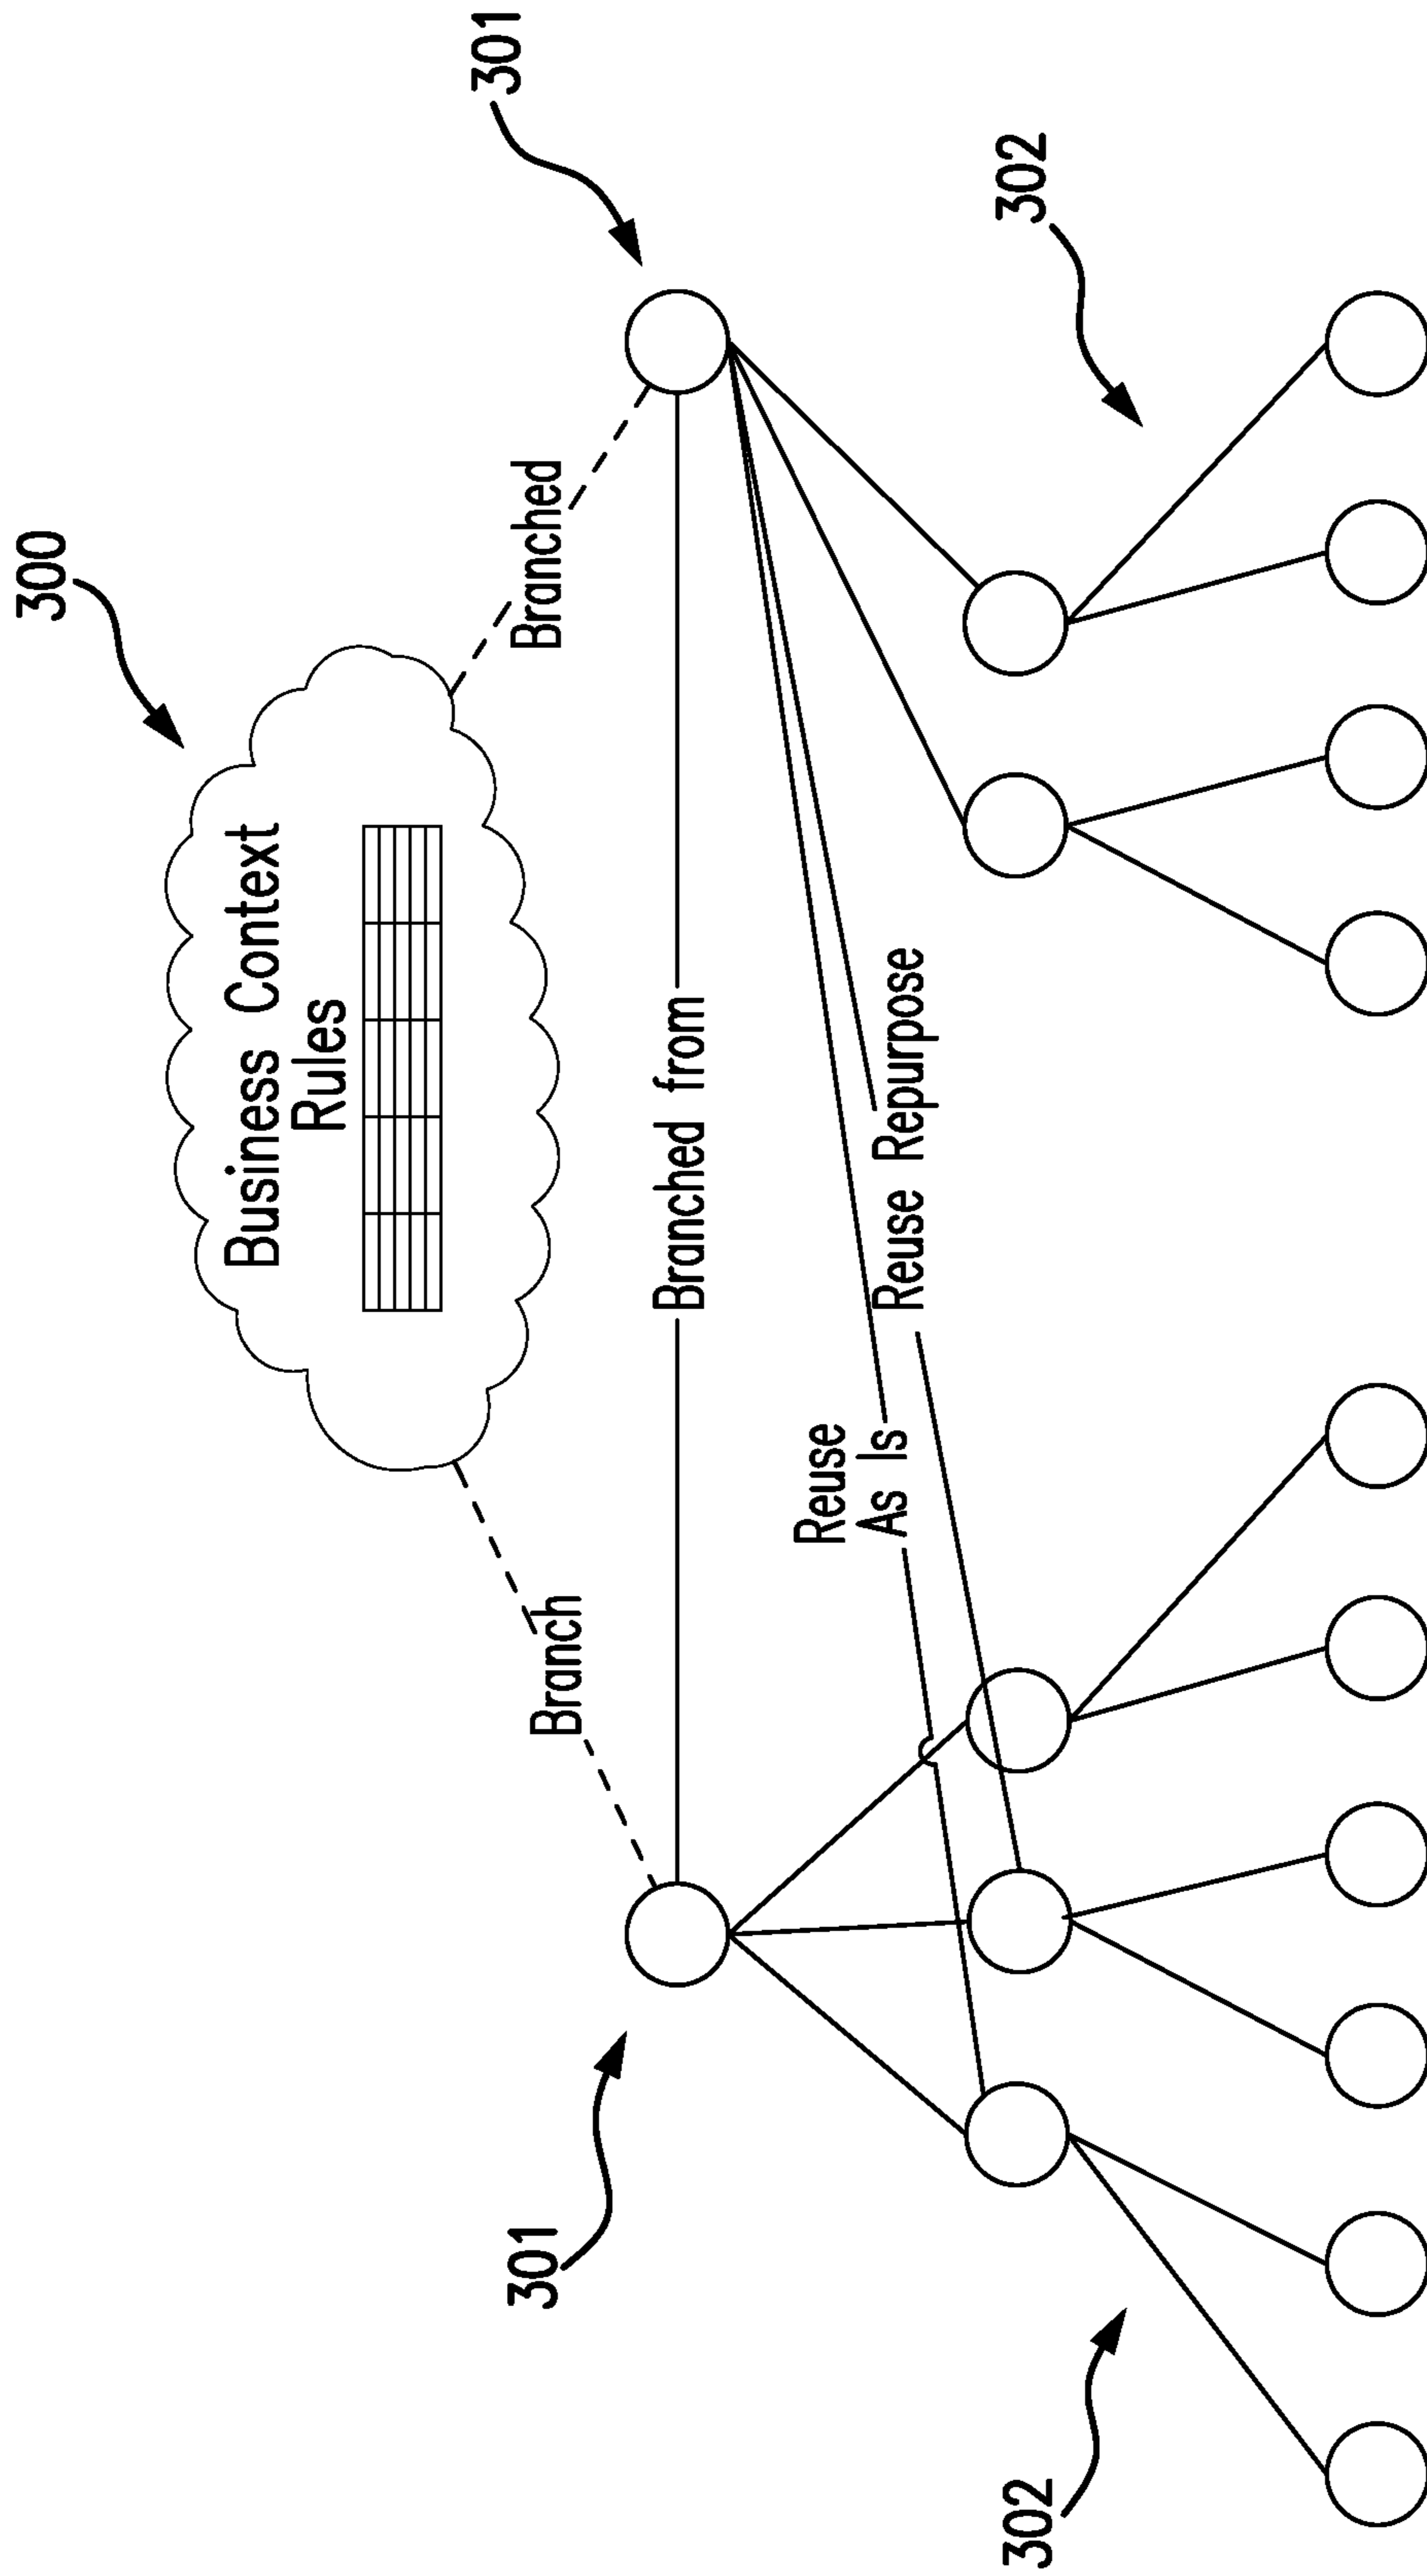 300
Business Context
Rules
301
Branch
Branched
301
Branched from
Reuse
As Is
Reuse Repurpose
302
302